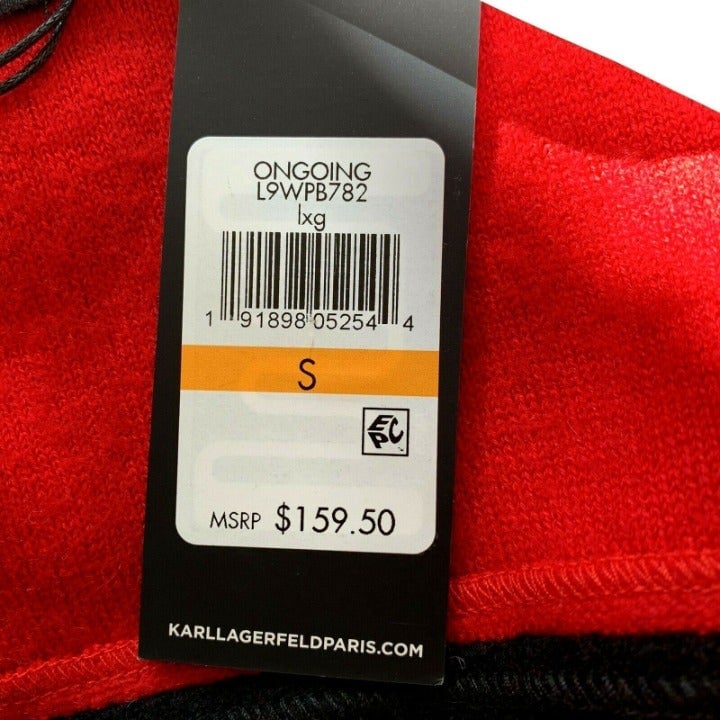 ONGOING
L9WPB782
lxg
1 91898 05254 4
S
EPC
MSRP $159.50
KARLLAGERFELDPARIS.COM